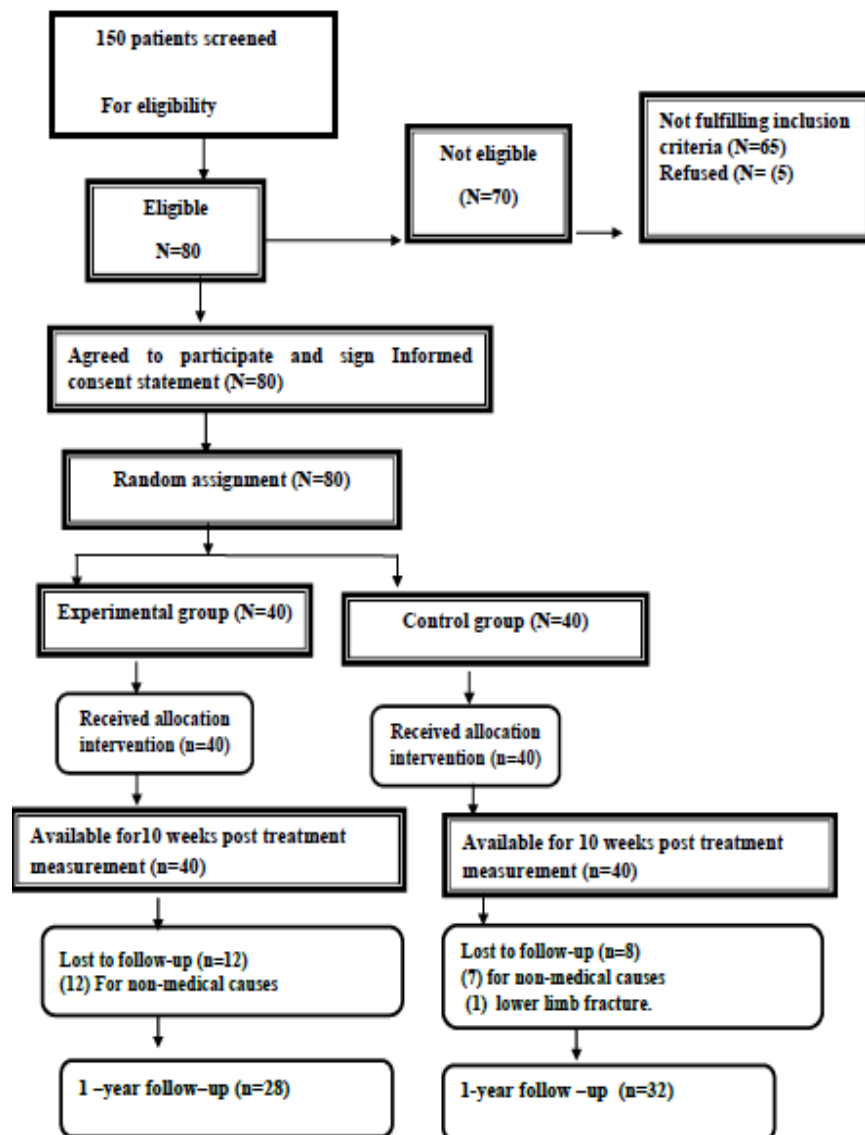 150 patients screened
For eligibility
Not eligible
(N=70)
Not fulfilling inclusion
criteria (N=65)
Refused (N= (5)
Eligible
N=80
Agreed to participate and sign Informed
consent statement (N=80)
Random assignment (N=80)
Experimental group (N=40)
Control group (N=40)
Received allocation
intervention (n=40)
Received allocation
intervention (n=40)
Available for10 weeks post treatment
measurement (n=40)
Available for 10 weeks post treatment
measurement (n=40)
Lost to follow-up (n=12)
(12) For non-medical causes
Lost to follow-up (n=8)
(7) for non-medical causes
(1) lower limb fracture.
1 –year follow–up (n=28)
1-year follow –up (n=32)